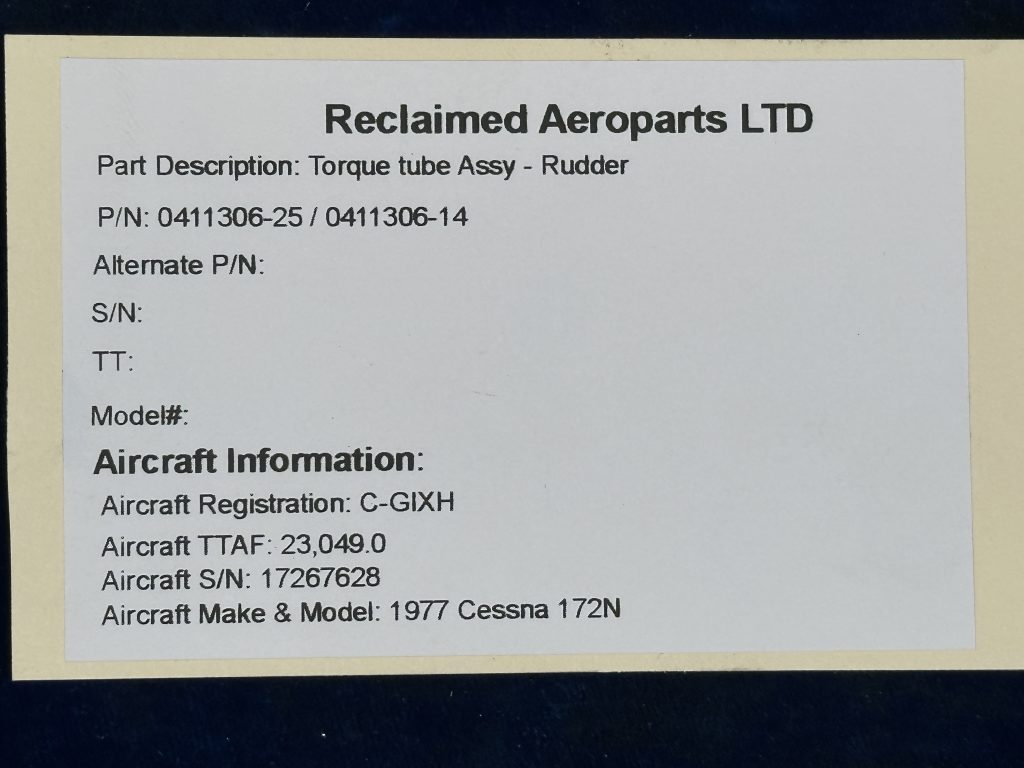 Reclaimed Aeroparts LTD
Part Description: Torque tube Assy - Rudder
P/N: 0411306-25 / 0411306-14
Alternate P/N:
S/N:
TT:
Model#:
Aircraft Information:
Aircraft Registration: C-GIXH
Aircraft TTAF: 23,049.0
Aircraft S/N: 17267628
Aircraft Make & Model: 1977 Cessna 172N